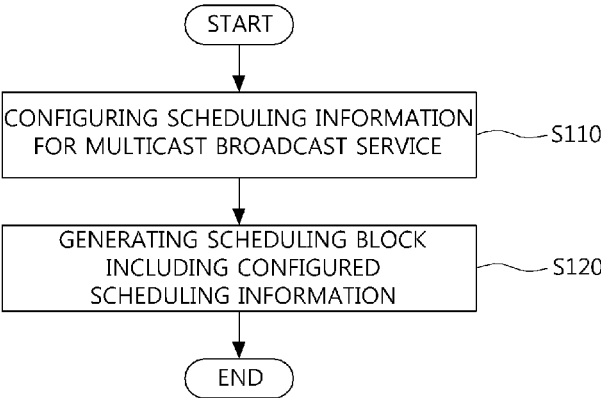 START
CONFIGURING SCHEDULING INFORMATION
FOR MULTICAST BROADCAST SERVICE
S110
GENERATING SCHEDULING BLOCK
INCLUDING CONFIGURED
SCHEDULING INFORMATION
S120
END